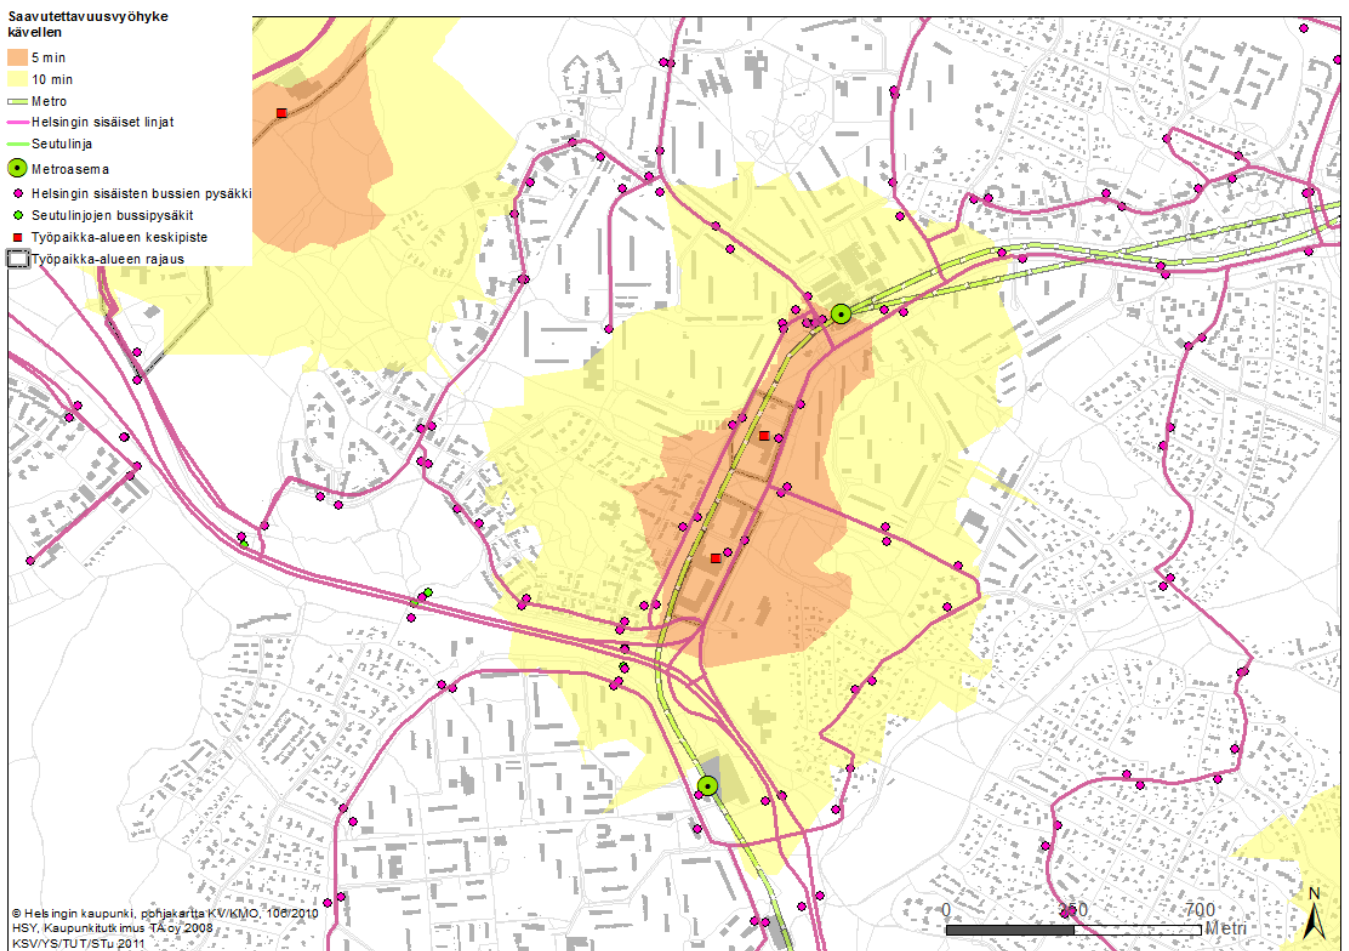 Saavutettavuusvyöhyke
kävellen
5 min
10 min
Metro
Helsingin sisäiset linjat
Seutulinja
Metroasema
Helsingin sisäisten bussien pysäkki
Seutulinjojen bussipysäkit
Työpaikka-alueen keskipiste
Työpaikka-alueen rajaus
© Helsingin kaupunki, pohjakartta KV/KMO, 106/2010
HSY, Kaupunkitutkimus TA oy 2008
KSV/YS/TUT/STu 2011
0 350 700
Metri
N